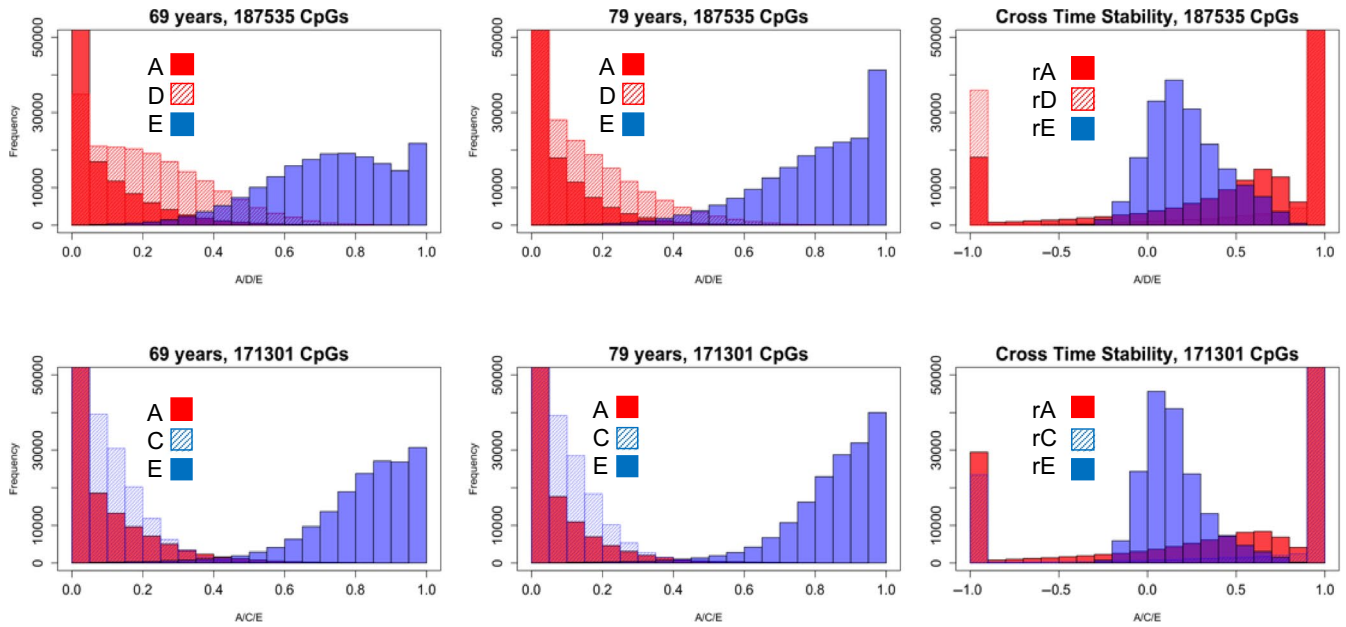 69 years, 187535 CpGs
Frequency
50000
30000
10000
0
A
D
E
0.0 0.2 0.4 0.6 0.8 1.0
A/D/E
79 years, 187535 CpGs
Frequency
50000
30000
10000
0
A
D
E
0.0 0.2 0.4 0.6 0.8 1.0
A/D/E
Cross Time Stability, 187535 CpGs
Frequency
50000
30000
10000
0
rA
rD
rE
−1.0 −0.5 0.0 0.5 1.0
A/D/E
69 years, 171301 CpGs
Frequency
50000
30000
10000
0
A
C
E
0.0 0.2 0.4 0.6 0.8 1.0
A/C/E
79 years, 171301 CpGs
Frequency
50000
30000
10000
0
A
C
E
0.0 0.2 0.4 0.6 0.8 1.0
A/C/E
Cross Time Stability, 171301 CpGs
Frequency
50000
30000
10000
0
rA
rC
rE
−1.0 −0.5 0.0 0.5 1.0
A/C/E